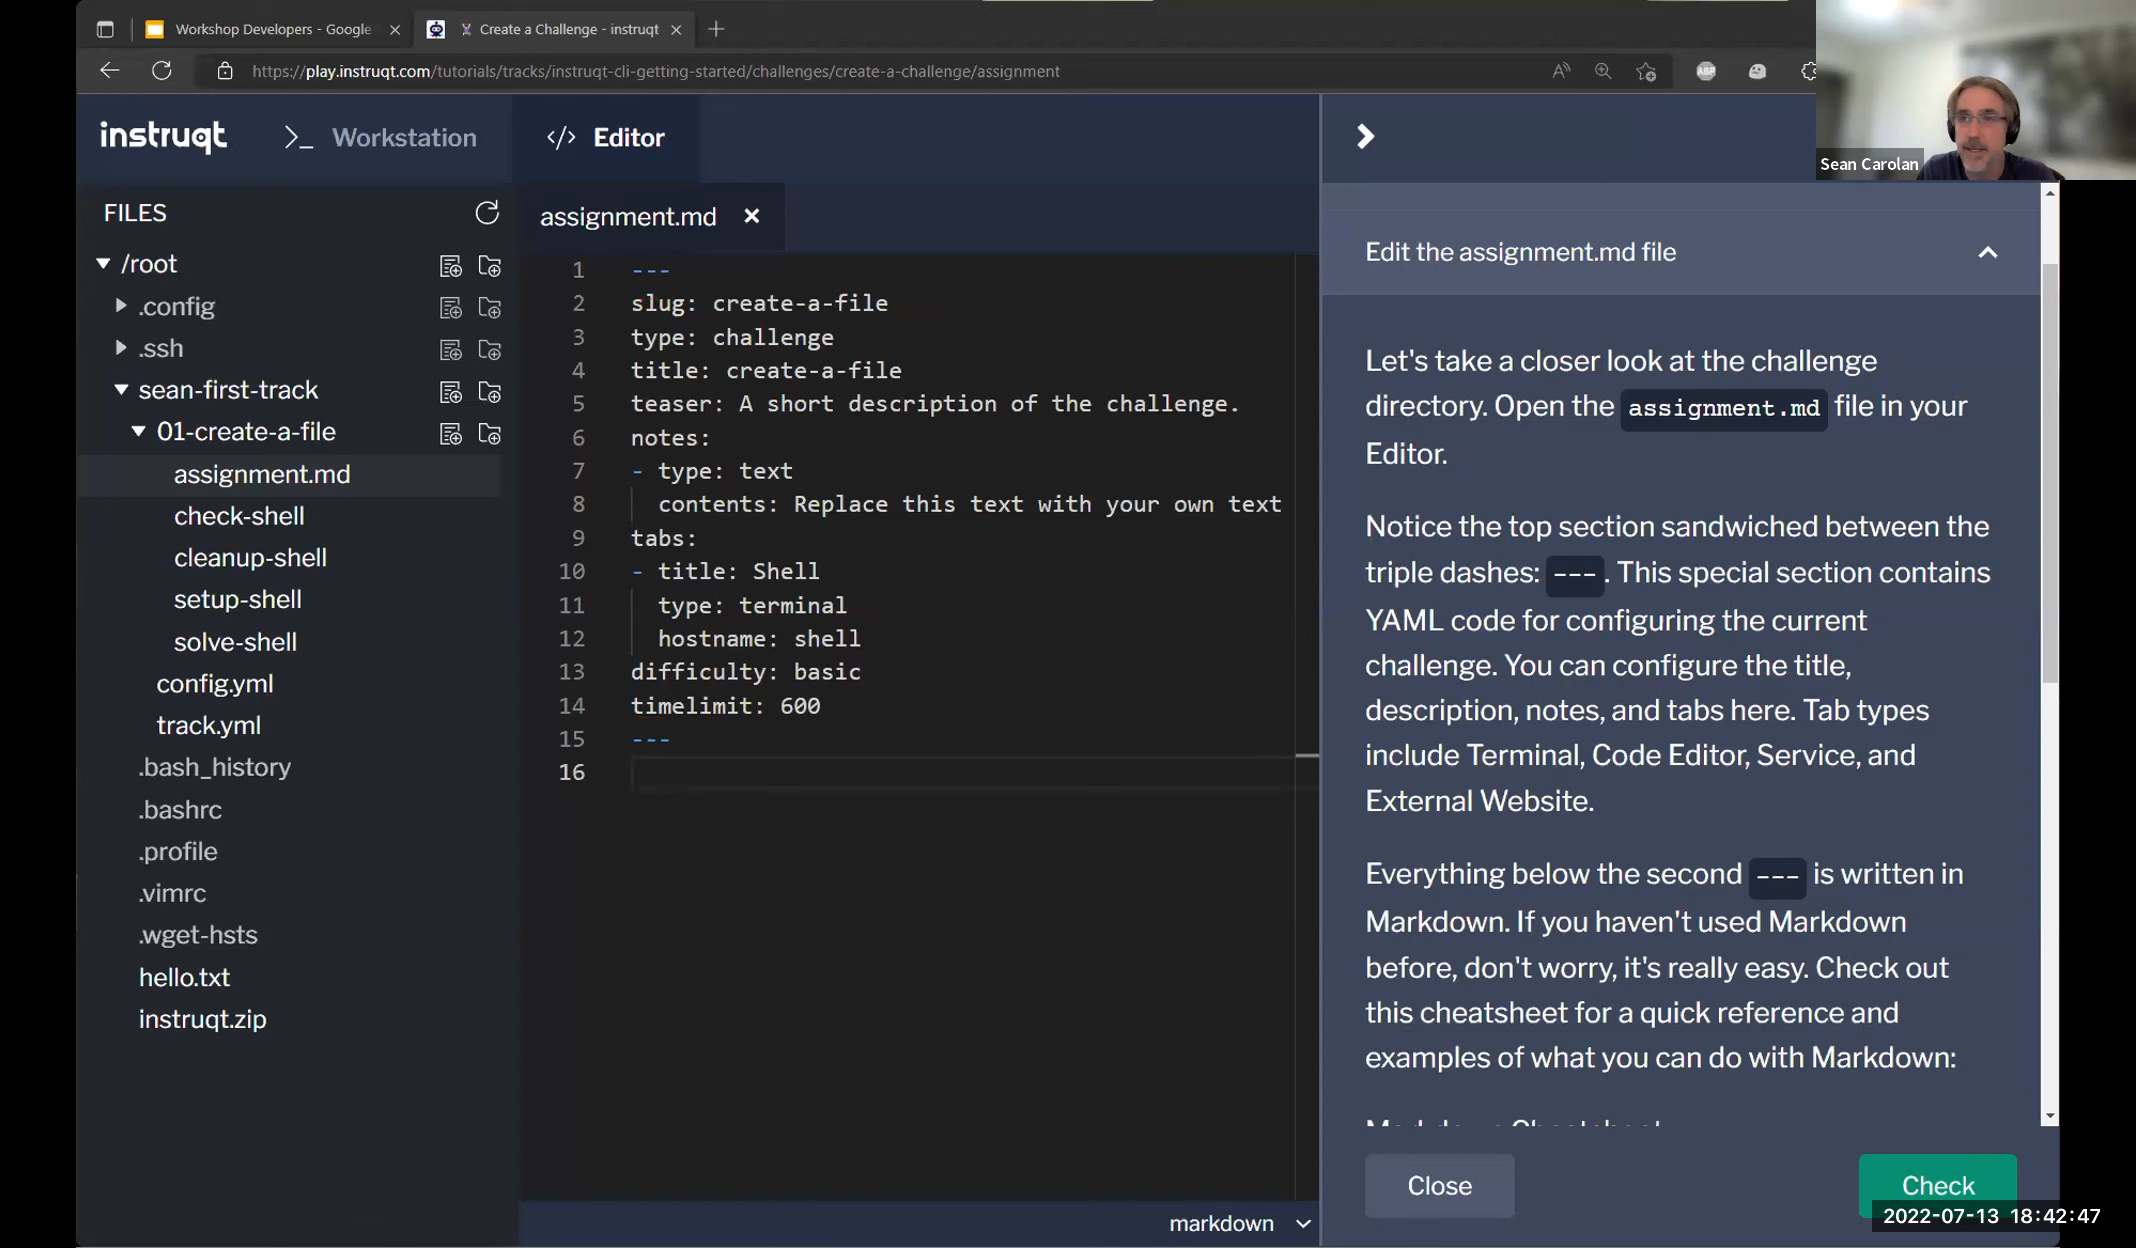 Workshop Developers - Google
Create a Challenge - instruqt
https://play.instruqt.com/tutorials/tracks/instruqt-cli-getting-started/challenges/create-a-challenge/assignment
ABP
Sean Carolan
instruqt
>_ Workstation
</> Editor
FILES
/root
.config
.ssh
sean-first-track
01-create-a-file
assignment.md
check-shell
cleanup-shell
setup-shell
solve-shell
config.yml
track.yml
.bash_history
.bashrc
.profile
.vimrc
.wget-hsts
hello.txt
instruqt.zip
assignment.md
1 ---
2 slug: create-a-file
3 type: challenge
4 title: create-a-file
5 teaser: A short description of the challenge.
6 notes:
7 - type: text
8 contents: Replace this text with your own text
9 tabs:
10 - title: Shell
11 type: terminal
12 hostname: shell
13 difficulty: basic
14 timelimit: 600
15 ---
16
markdown
Edit the assignment.md file
Let's take a closer look at the challenge
directory. Open the assignment.md file in your
Editor.
Notice the top section sandwiched between the
triple dashes: ---. This special section contains
YAML code for configuring the current
challenge. You can configure the title,
description, notes, and tabs here. Tab types
include Terminal, Code Editor, Service, and
External Website.
Everything below the second --- is written in
Markdown. If you haven't used Markdown
before, don't worry, it's really easy. Check out
this cheatsheet for a quick reference and
examples of what you can do with Markdown:
Markdown Cheatsheet
Close
Check
2022-07-13 18:42:47